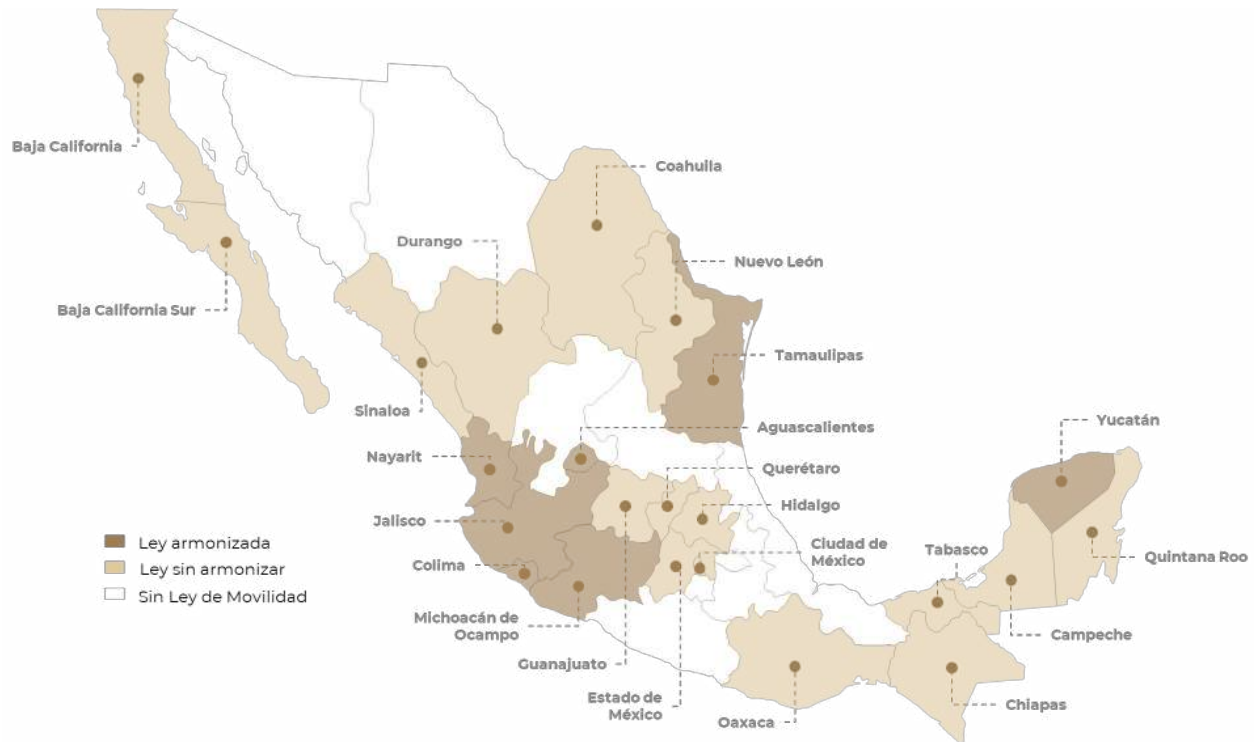 Baja California
Coahuila
Durango
Nuevo León
Baja California Sur
Tamaulipas
Sinaloa
Aguascalientes
Yucatán
Nayarit
Querétaro
Hidalgo
Jalisco
Ciudad de
México
Ley armonizada
Tabasco
Quintana Roo
Colima
Ley sin armonizar
Sin Ley de Movilidad
Michoacán de
Ocampo
Campeche
Guanajuato
Estado de
México
Chiapas
Oaxaca